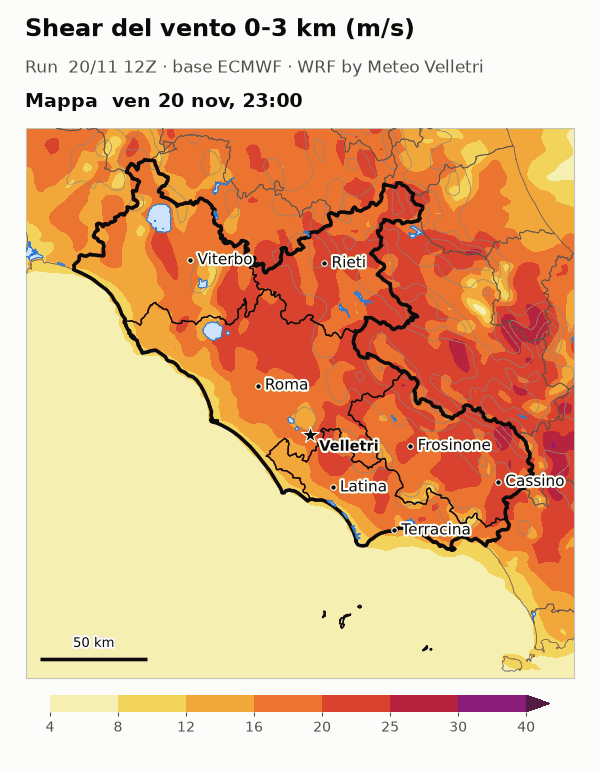 Shear del vento 0-3 km (m/s)
Run  20/11 12Z · base ECMWF · WRF by Meteo Velletri
Mappa  ven 20 nov, 23:00
Viterbo
Rieti
Roma
Velletri
Frosinone
Latina
Cassino
Terracina
50 km
4 8 12 16 20 25 30 40